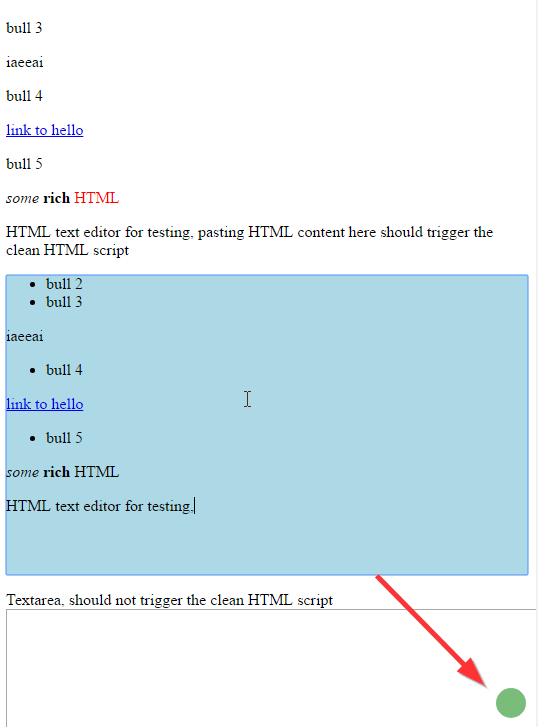 bull 3
iaeeai
bull 4
link to hello
bull 5
some rich HTML
HTML text editor for testing, pasting HTML content here should trigger the
clean HTML script
bull 2
bull 3
iaeeai
bull 4
link to hello
bull 5
some rich HTML
HTML text editor for testing,
Textarea, should not trigger the clean HTML script